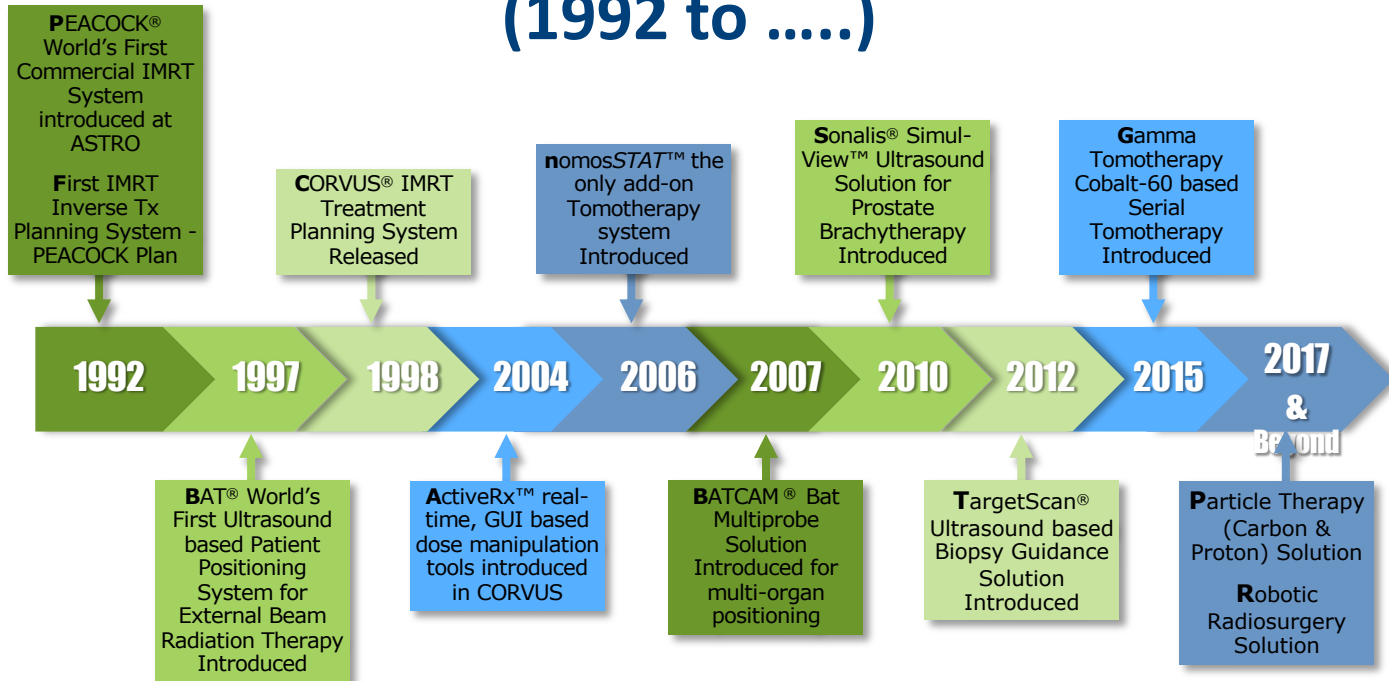 (1992 to …..)
PEACOCK®
World's First
Commercial IMRT
System
introduced at
ASTRO
First IMRT
Inverse Tx
Planning System -
PEACOCK Plan
CORVUS® IMRT
Treatment
Planning System
Released
nomosSTAT™ the
only add-on
Tomotherapy
system
Introduced
Sonalis® Simul-
View™ Ultrasound
Solution for
Prostate
Brachytherapy
Introduced
Gamma
Tomotherapy
Cobalt-60 based
Serial
Tomotherapy
Introduced
1992
1997
1998
2004
2006
2007
2010
2012
2015
2017
&
Beyond
BAT® World's
First Ultrasound
based Patient
Positioning
System for
External Beam
Radiation Therapy
Introduced
ActiveRx™ real-
time, GUI based
dose manipulation
tools introduced
in CORVUS
BATCAM ® Bat
Multiprobe
Solution
Introduced for
multi-organ
positioning
TargetScan®
Ultrasound based
Biopsy Guidance
Solution
Introduced
Particle Therapy
(Carbon &
Proton) Solution
Robotic
Radiosurgery
Solution